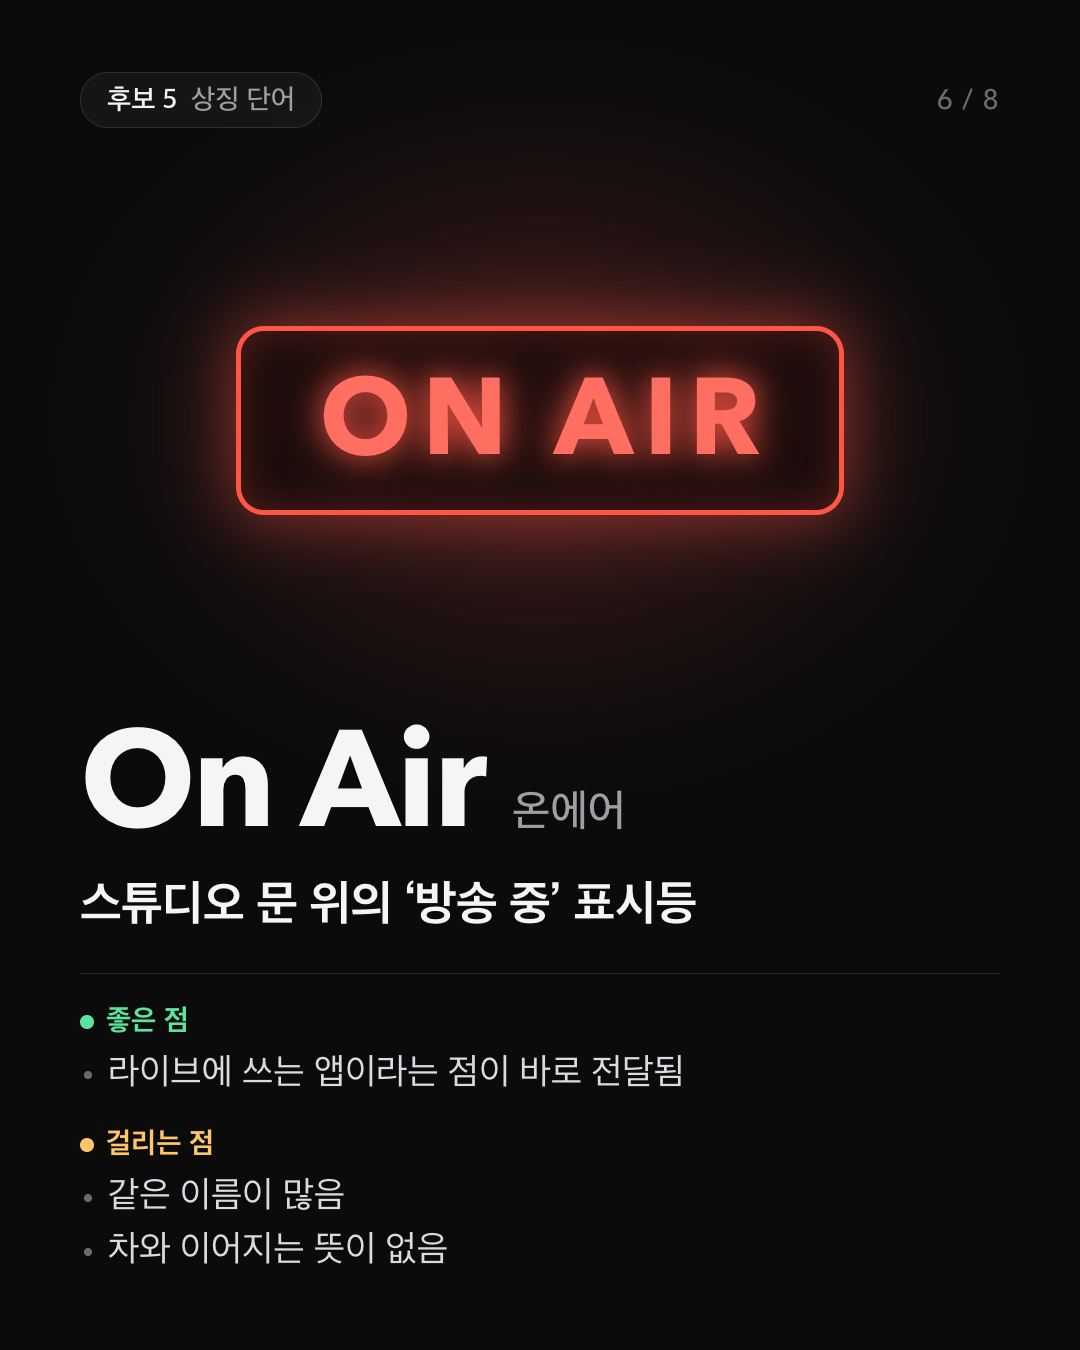 후보 5 상징 단어
6 / 8
ON AIR
On Air 온에어
스튜디오 문 위의 ‘방송 중’ 표시등
좋은 점
라이브에 쓰는 앱이라는 점이 바로 전달됨
걸리는 점
같은 이름이 많음
차와 이어지는 뜻이 없음